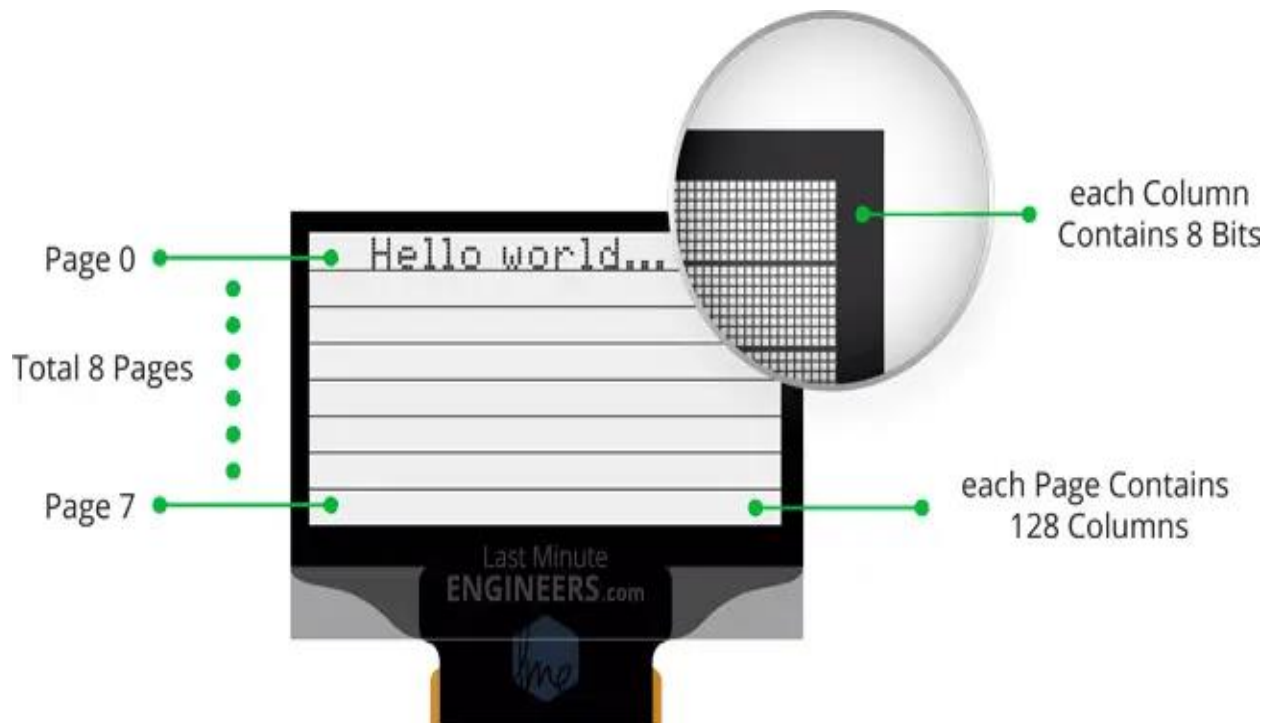 each Column
Contains 8 Bits
Page 0
Hello world...
Total 8 Pages
Page 7
each Page Contains
128 Columns
Last Minute
ENGINEERS.com
lme